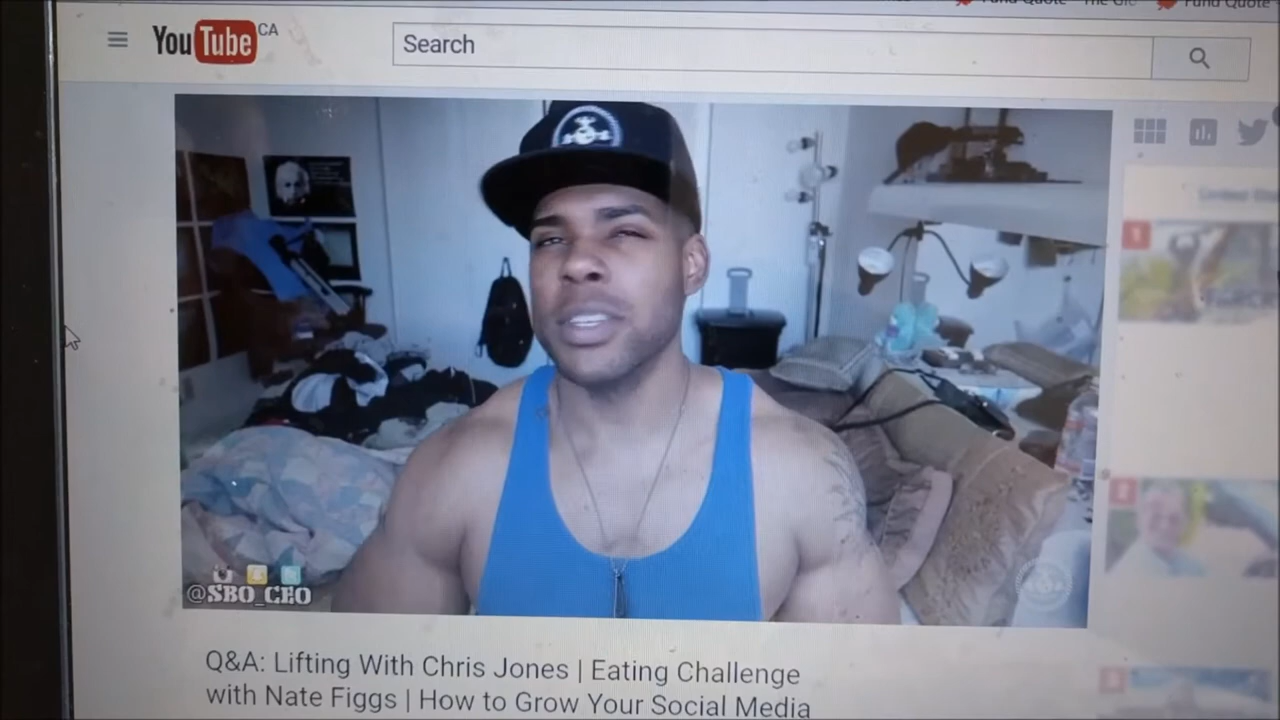 YouTube CA
Search
@SBO_CEO
Q&A: Lifting With Chris Jones | Eating Challenge
with Nate Figgs | How to Grow Your Social Media